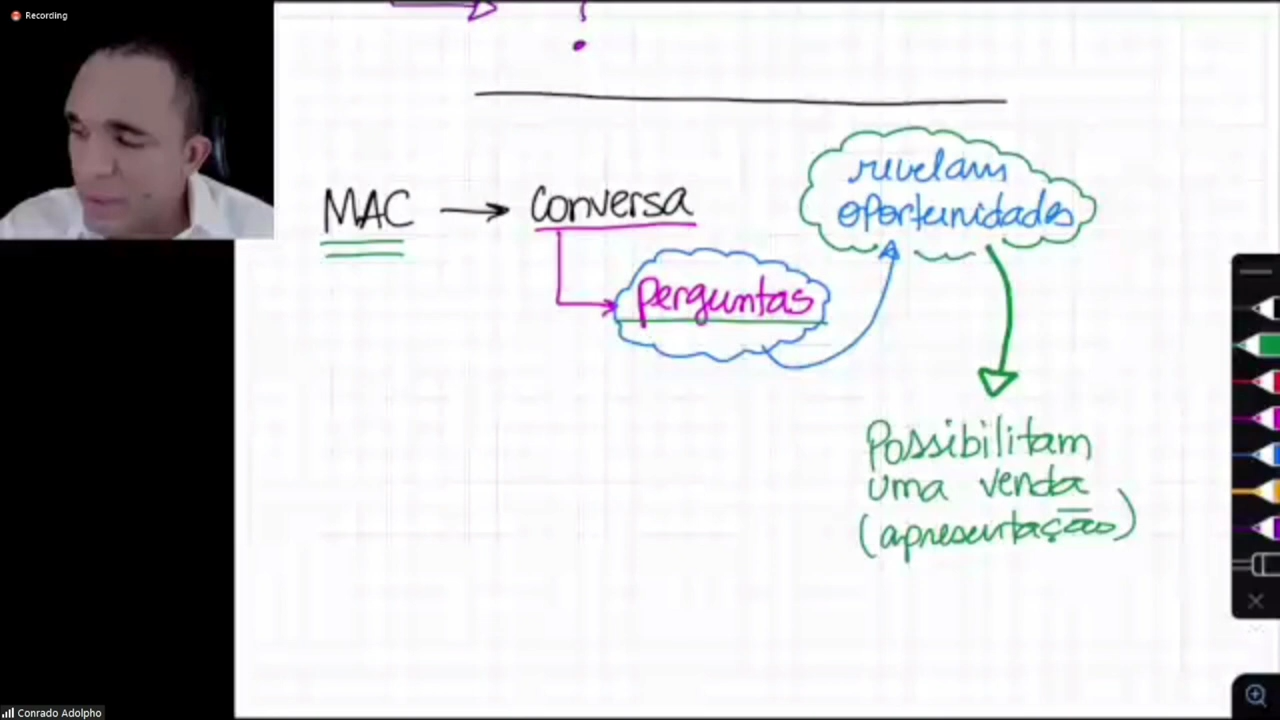 Recording
revelam
MAC → conversa
oportunidades
perguntas
Possibilitam
uma venda
(apresentação)
Conrado Adolpho